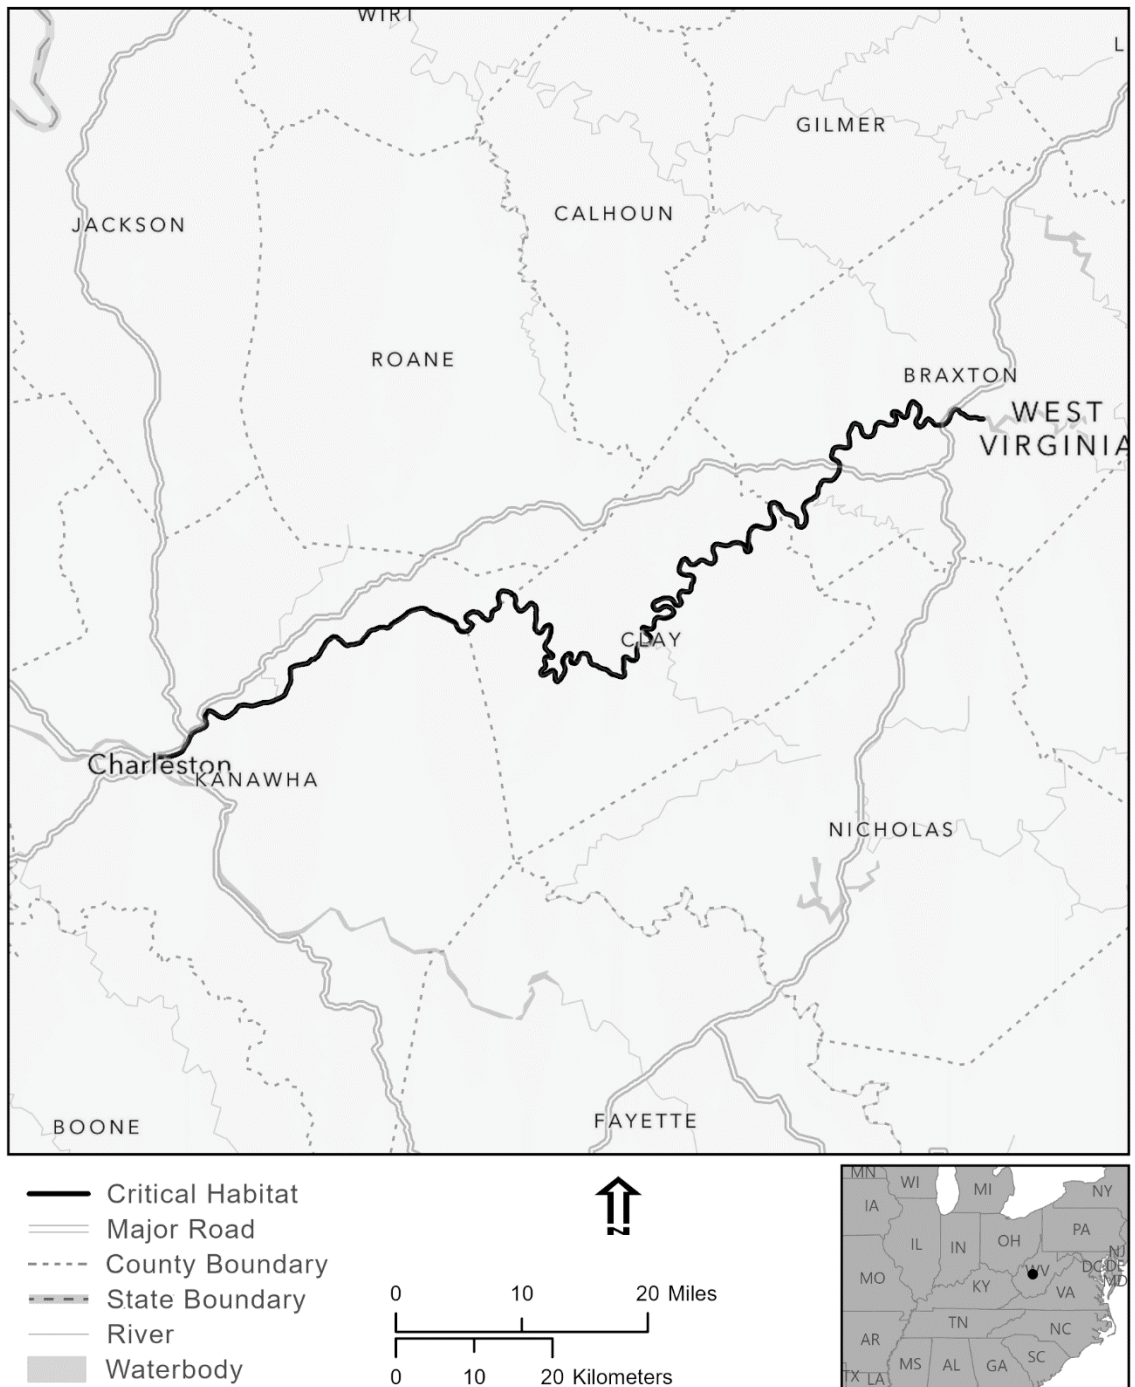 WIRT
L
GILMER
JACKSON
CALHOUN
ROANE
BRAXTON
WEST
VIRGINIA
CLAY
Charleston
KANAWHA
NICHOLAS
BOONE
FAYETTE
Critical Habitat
Major Road
County Boundary
State Boundary
River
Waterbody
N
0 10 20 Miles
0 10 20 Kilometers
MN
WI
MI
NY
IA
PA
IL
IN
OH
NJ
MO
KY
WV
DC
DE
MD
VA
TN
NC
AR
MS
AL
GA
SC
TX
LA